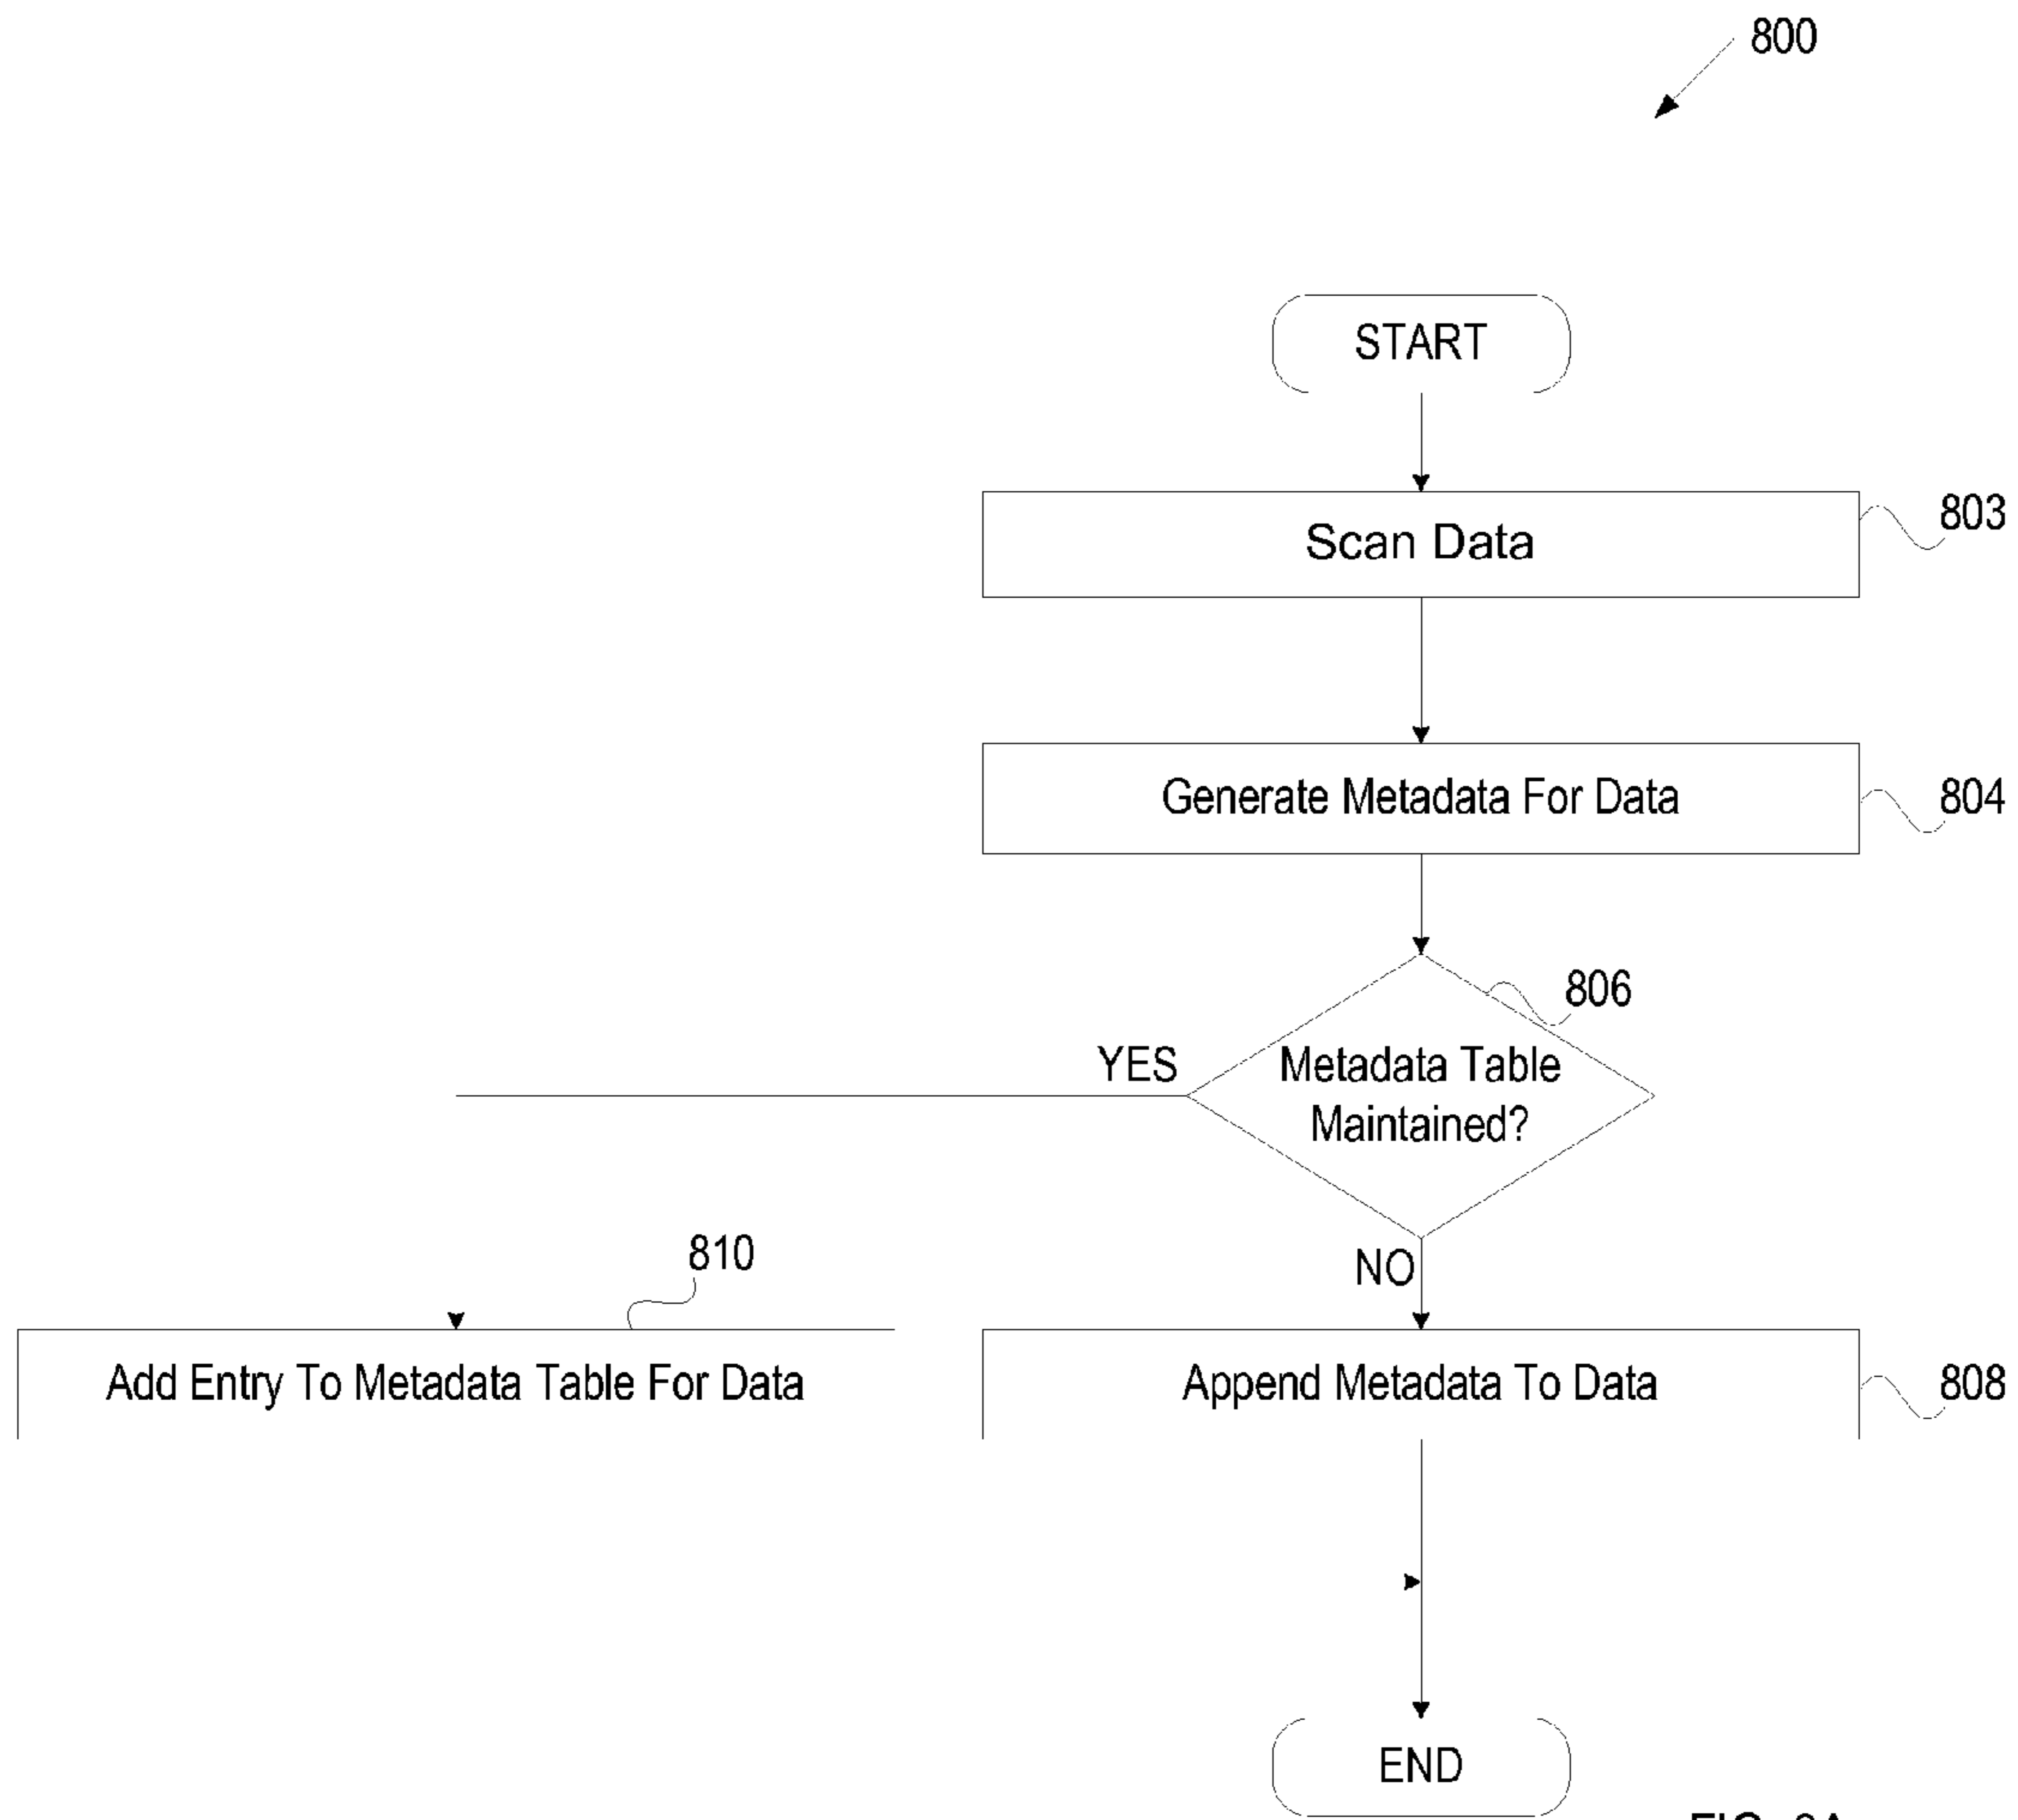 800
START
Scan Data
803
Generate Metadata For Data
804
806
YES
Metadata Table
Maintained?
810
NO
Add Entry To Metadata Table For Data
Append Metadata To Data
808
END